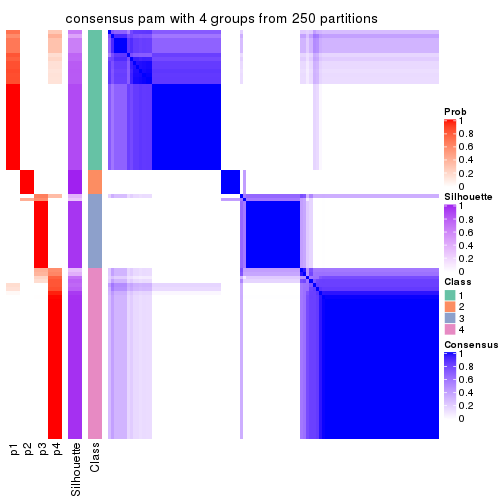 consensus pam with 4 groups from 250 partitions
Prob
1
0.8
0.6
0.4
0.2
0
Silhouette
1
0.8
0.6
0.4
0.2
0
Class
1
2
3
4
Consensus
1
0.8
0.6
0.4
0.2
0
p1
p2
p3
p4
Silhouette
Class